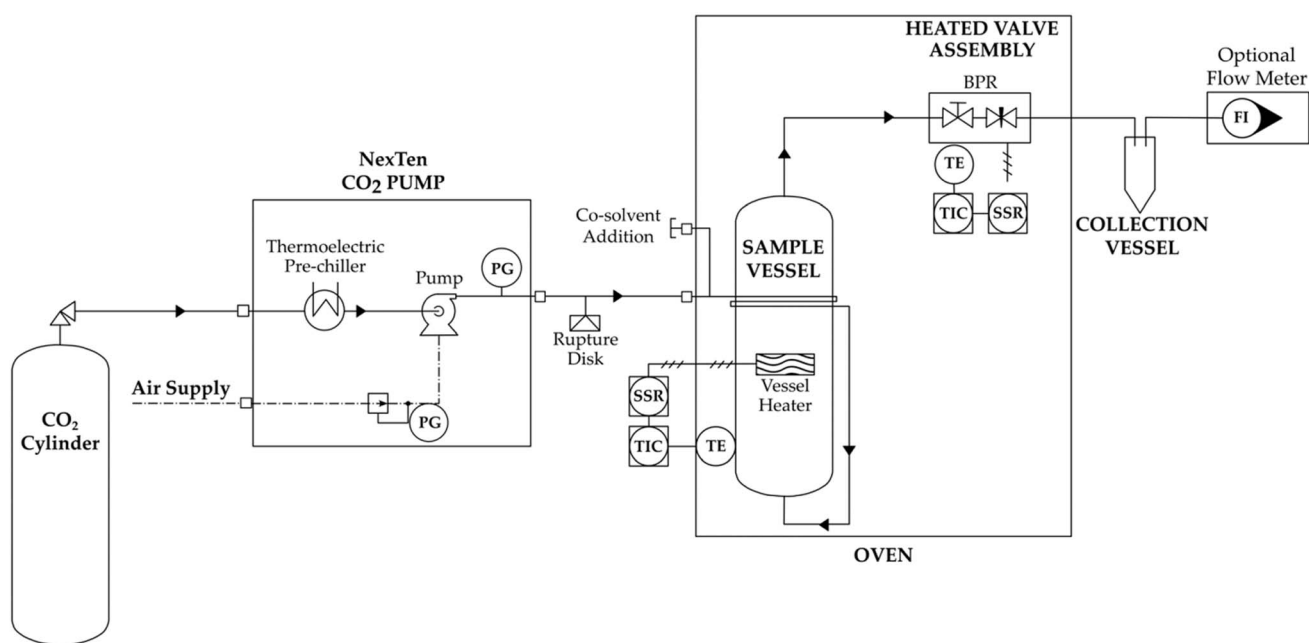 HEATED VALVE
ASSEMBLY
BPR
Optional
Flow Meter
FI
TE
TIC
SSR
COLLECTION
VESSEL
NexTen
CO₂ PUMP
Thermoelectric
Pre-chiller
Pump
PG
Co-solvent
Addition
SAMPLE
VESSEL
Rupture
Disk
Air Supply
PG
SSR
Vessel
Heater
TIC
TE
CO₂
Cylinder
OVEN